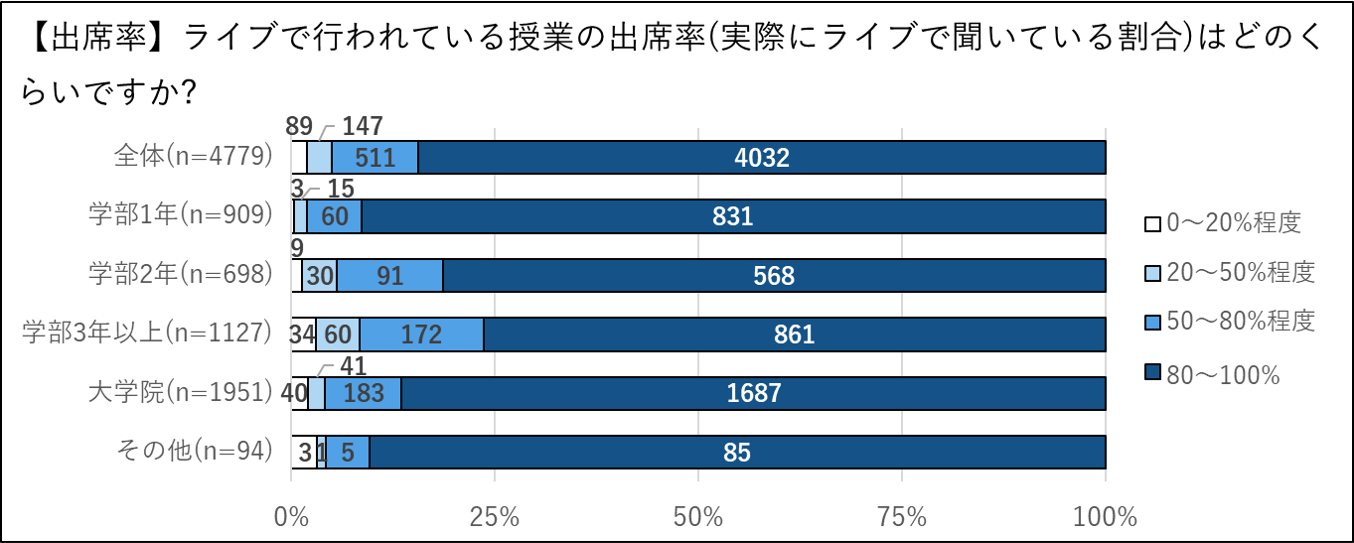 【出席率】ライブで行われている授業の出席率(実際にライブで聞いている割合)はどのく
らいですか?
89 147
全体(n=4779) 511 4032
3 15
学部1年(n=909) 60 831
9
学部2年(n=698) 30 91 568
学部3年以上(n=1127) 34 60 172 861
41
大学院(n=1951) 40 183 1687
その他(n=94) 3 1 5 85
0% 25% 50% 75% 100%
0～20%程度
20～50%程度
50～80%程度
80～100%